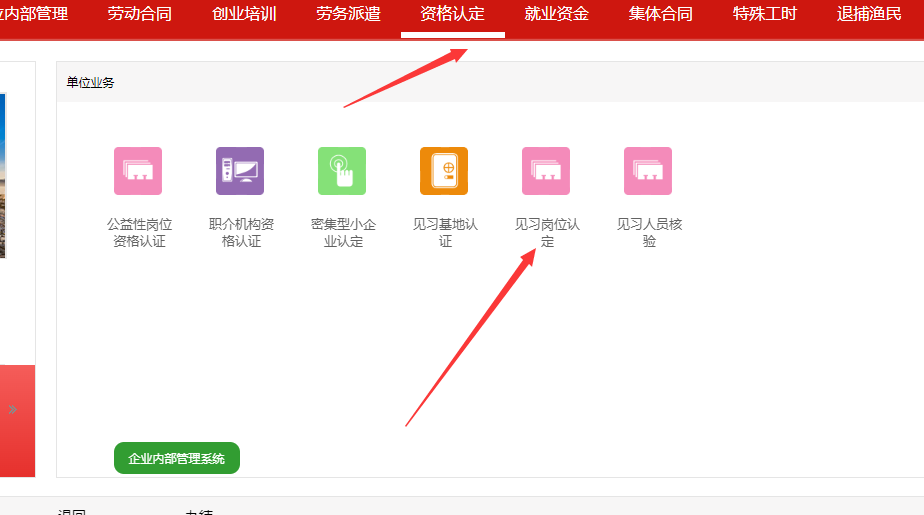 业内部管理 劳动合同 创业培训 劳务派遣 资格认定 就业资金 集体合同 特殊工时 退捕渔民
单位业务
公益性岗位 职介机构资 密集型小企 见习基地认 见习岗位认 见习人员核
资格认证 格认证 业认定 证 定 验
»
企业内部管理系统
退回 办结